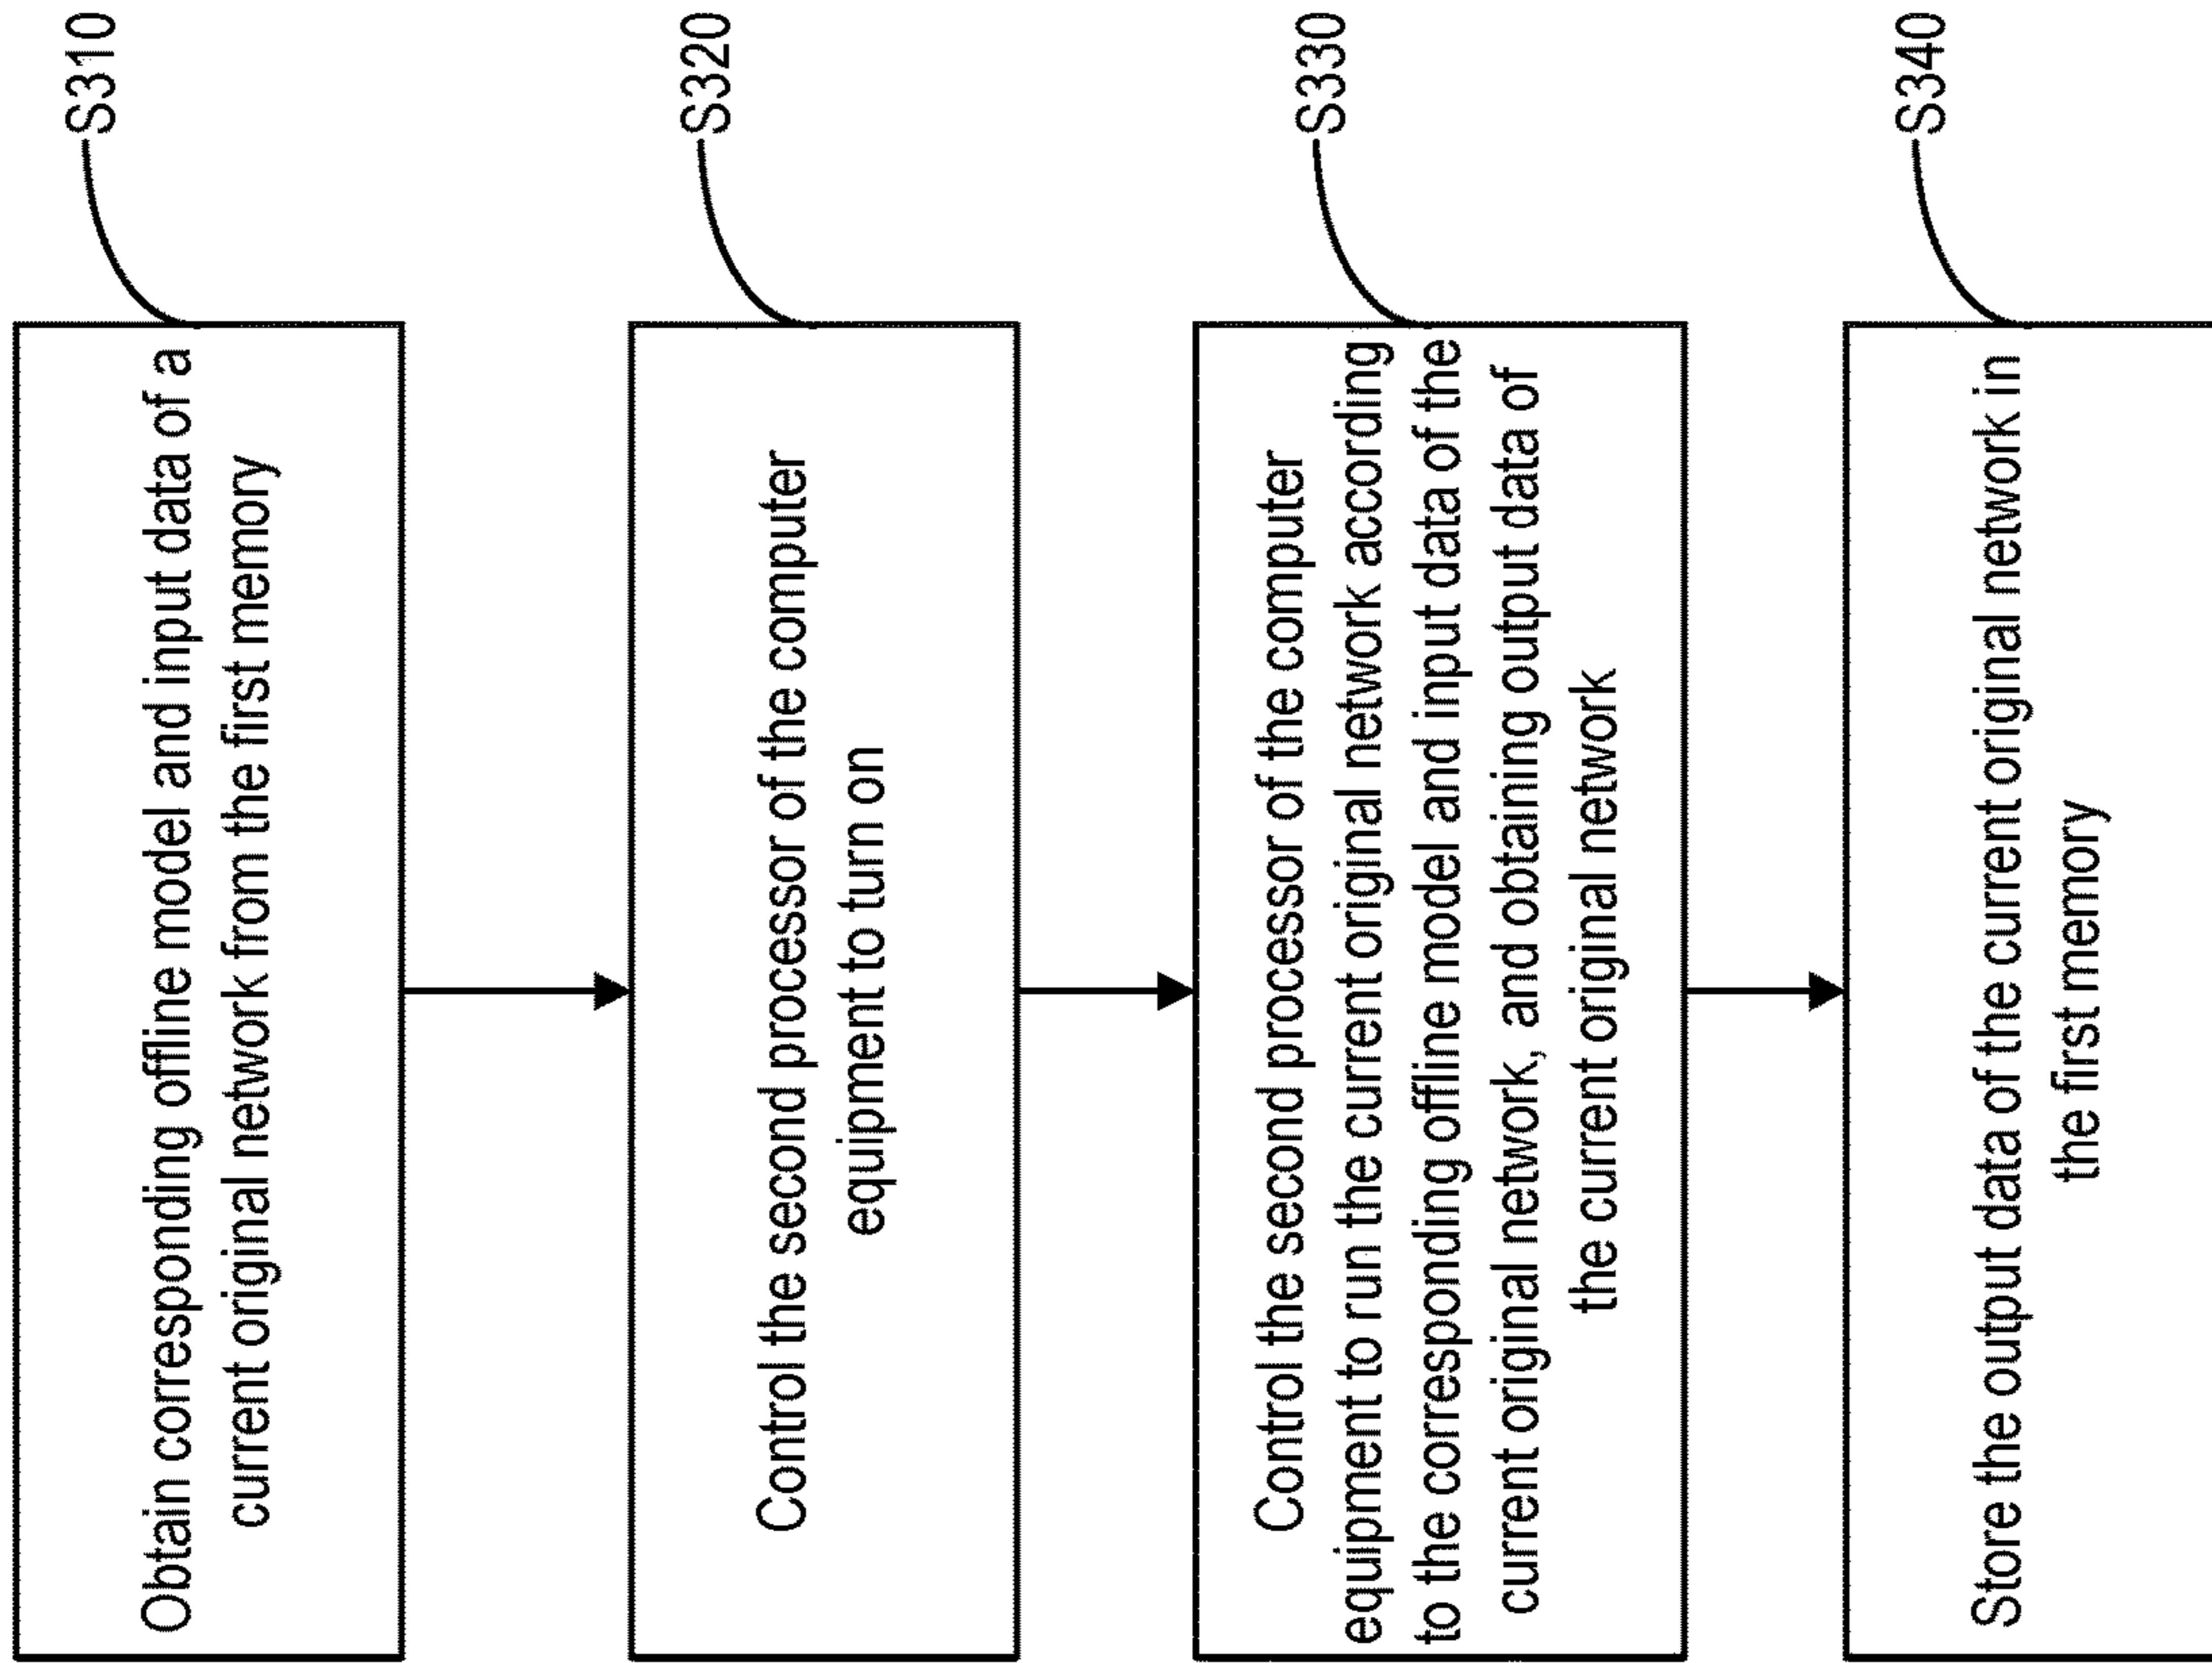 Obtain corresponding offline model and input data of a
current original network from the first memory
S310
Control the second processor of the computer
equipment to turn on
S320
Control the second processor of the computer
equipment to run the current original network according
to the corresponding offline model and input data of the
current original network, and obtaining output data of
the current original network
S330
Store the output data of the current original network in
the first memory
S340